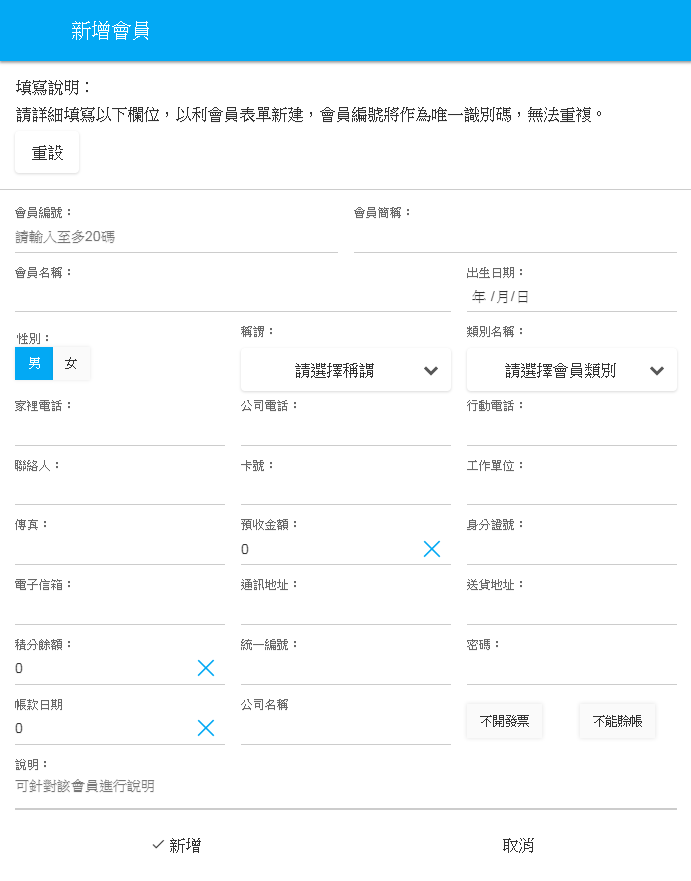 新增會員
填寫說明：
請詳細填寫以下欄位，以利會員表單新建，會員編號將作為唯一識別碼，無法重複。
重設
會員編號： 會員簡稱：
請輸入至多20碼
會員名稱： 出生日期：
年 /月/日
性別： 稱謂： 類別名稱：
男 女 請選擇稱謂 請選擇會員類別
家裡電話： 公司電話： 行動電話：
聯絡人： 卡號： 工作單位：
傳真： 預收金額： 身分證號：
0
電子信箱： 通訊地址： 送貨地址：
積分餘額： 統一編號： 密碼：
0
帳款日期 公司名稱 不開發票 不能賒帳
0
說明：
可針對該會員進行說明
新增 取消